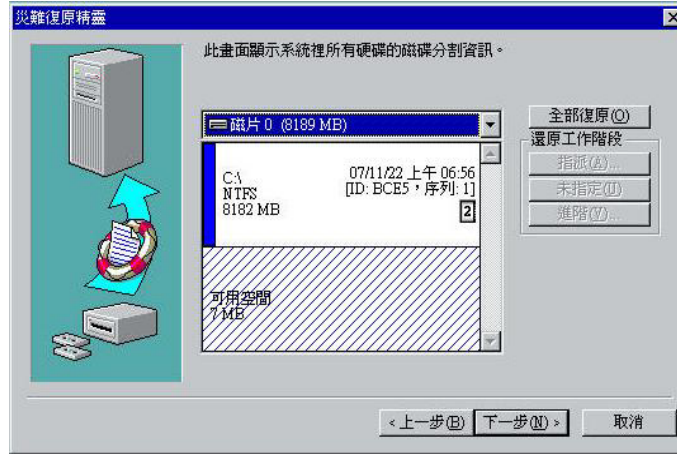 災難復原精靈
此畫面顯示系統裡所有硬碟的磁碟分割資訊。
磁片 0 (8189 MB)
全部復原(O)
還原工作階段
指派(A)...
未指定(U)
進階(V)...
C:\
NTFS
8182 MB
07/11/22 上午 06:56
[ID: BCE5，序列: 1]
2
可用空間
7 MB
<上一步(B)
下一步(N) >
取消